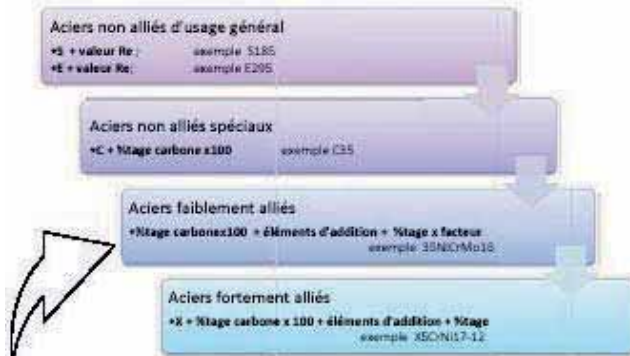 Aciers non alliés d'usage général
•S + valeur Re ; exemple S185
•E + valeur Re; exemple E295
Aciers non alliés spéciaux
•C + %tage carbone x100 exemple C35
Aciers faiblement alliés
•%tage carbonex100 + éléments d'addition + %tage x facteur
exemple 35NiCrMo16
Aciers fortement alliés
•X + %tage carbone x 100 + éléments d'addition + %tage
exemple X5CrNi17-12